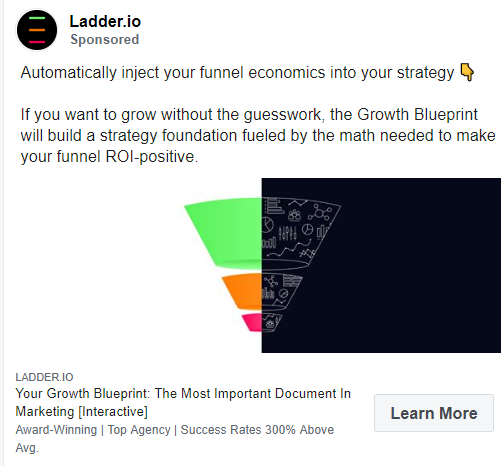 Ladder.io
Sponsored
Automatically inject your funnel economics into your strategy 👇
If you want to grow without the guesswork, the Growth Blueprint
will build a strategy foundation fueled by the math needed to make
your funnel ROI-positive.
LADDER.IO
Your Growth Blueprint: The Most Important Document In
Marketing [Interactive]
Award-Winning | Top Agency | Success Rates 300% Above
Avg.
Learn More